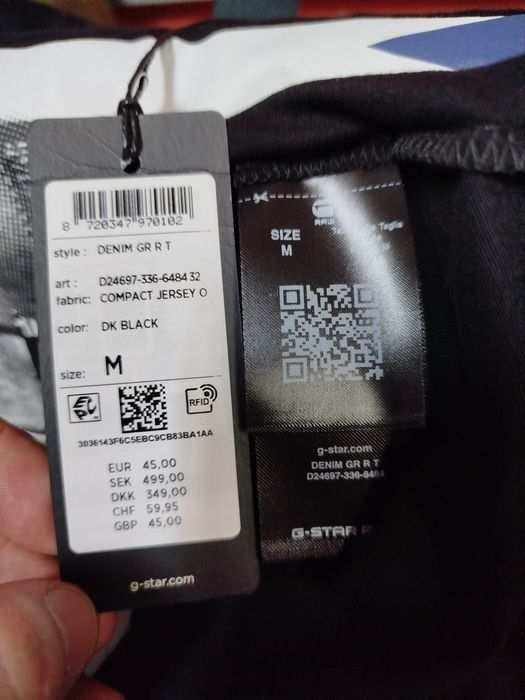 8 720347 970102
style : DENIM GR R T
art : D24697-336-6484 32
fabric: COMPACT JERSEY O
color: DK BLACK
size: M
RFID
3036143F6C5EBC9CB83BA1AA
EUR 45,00
SEK 499,00
DKK 349,00
CHF 59,95
GBP 45,00
g-star.com
SIZE
M
g-star.com
DENIM GR R T
D24697-336-6484
G-STAR